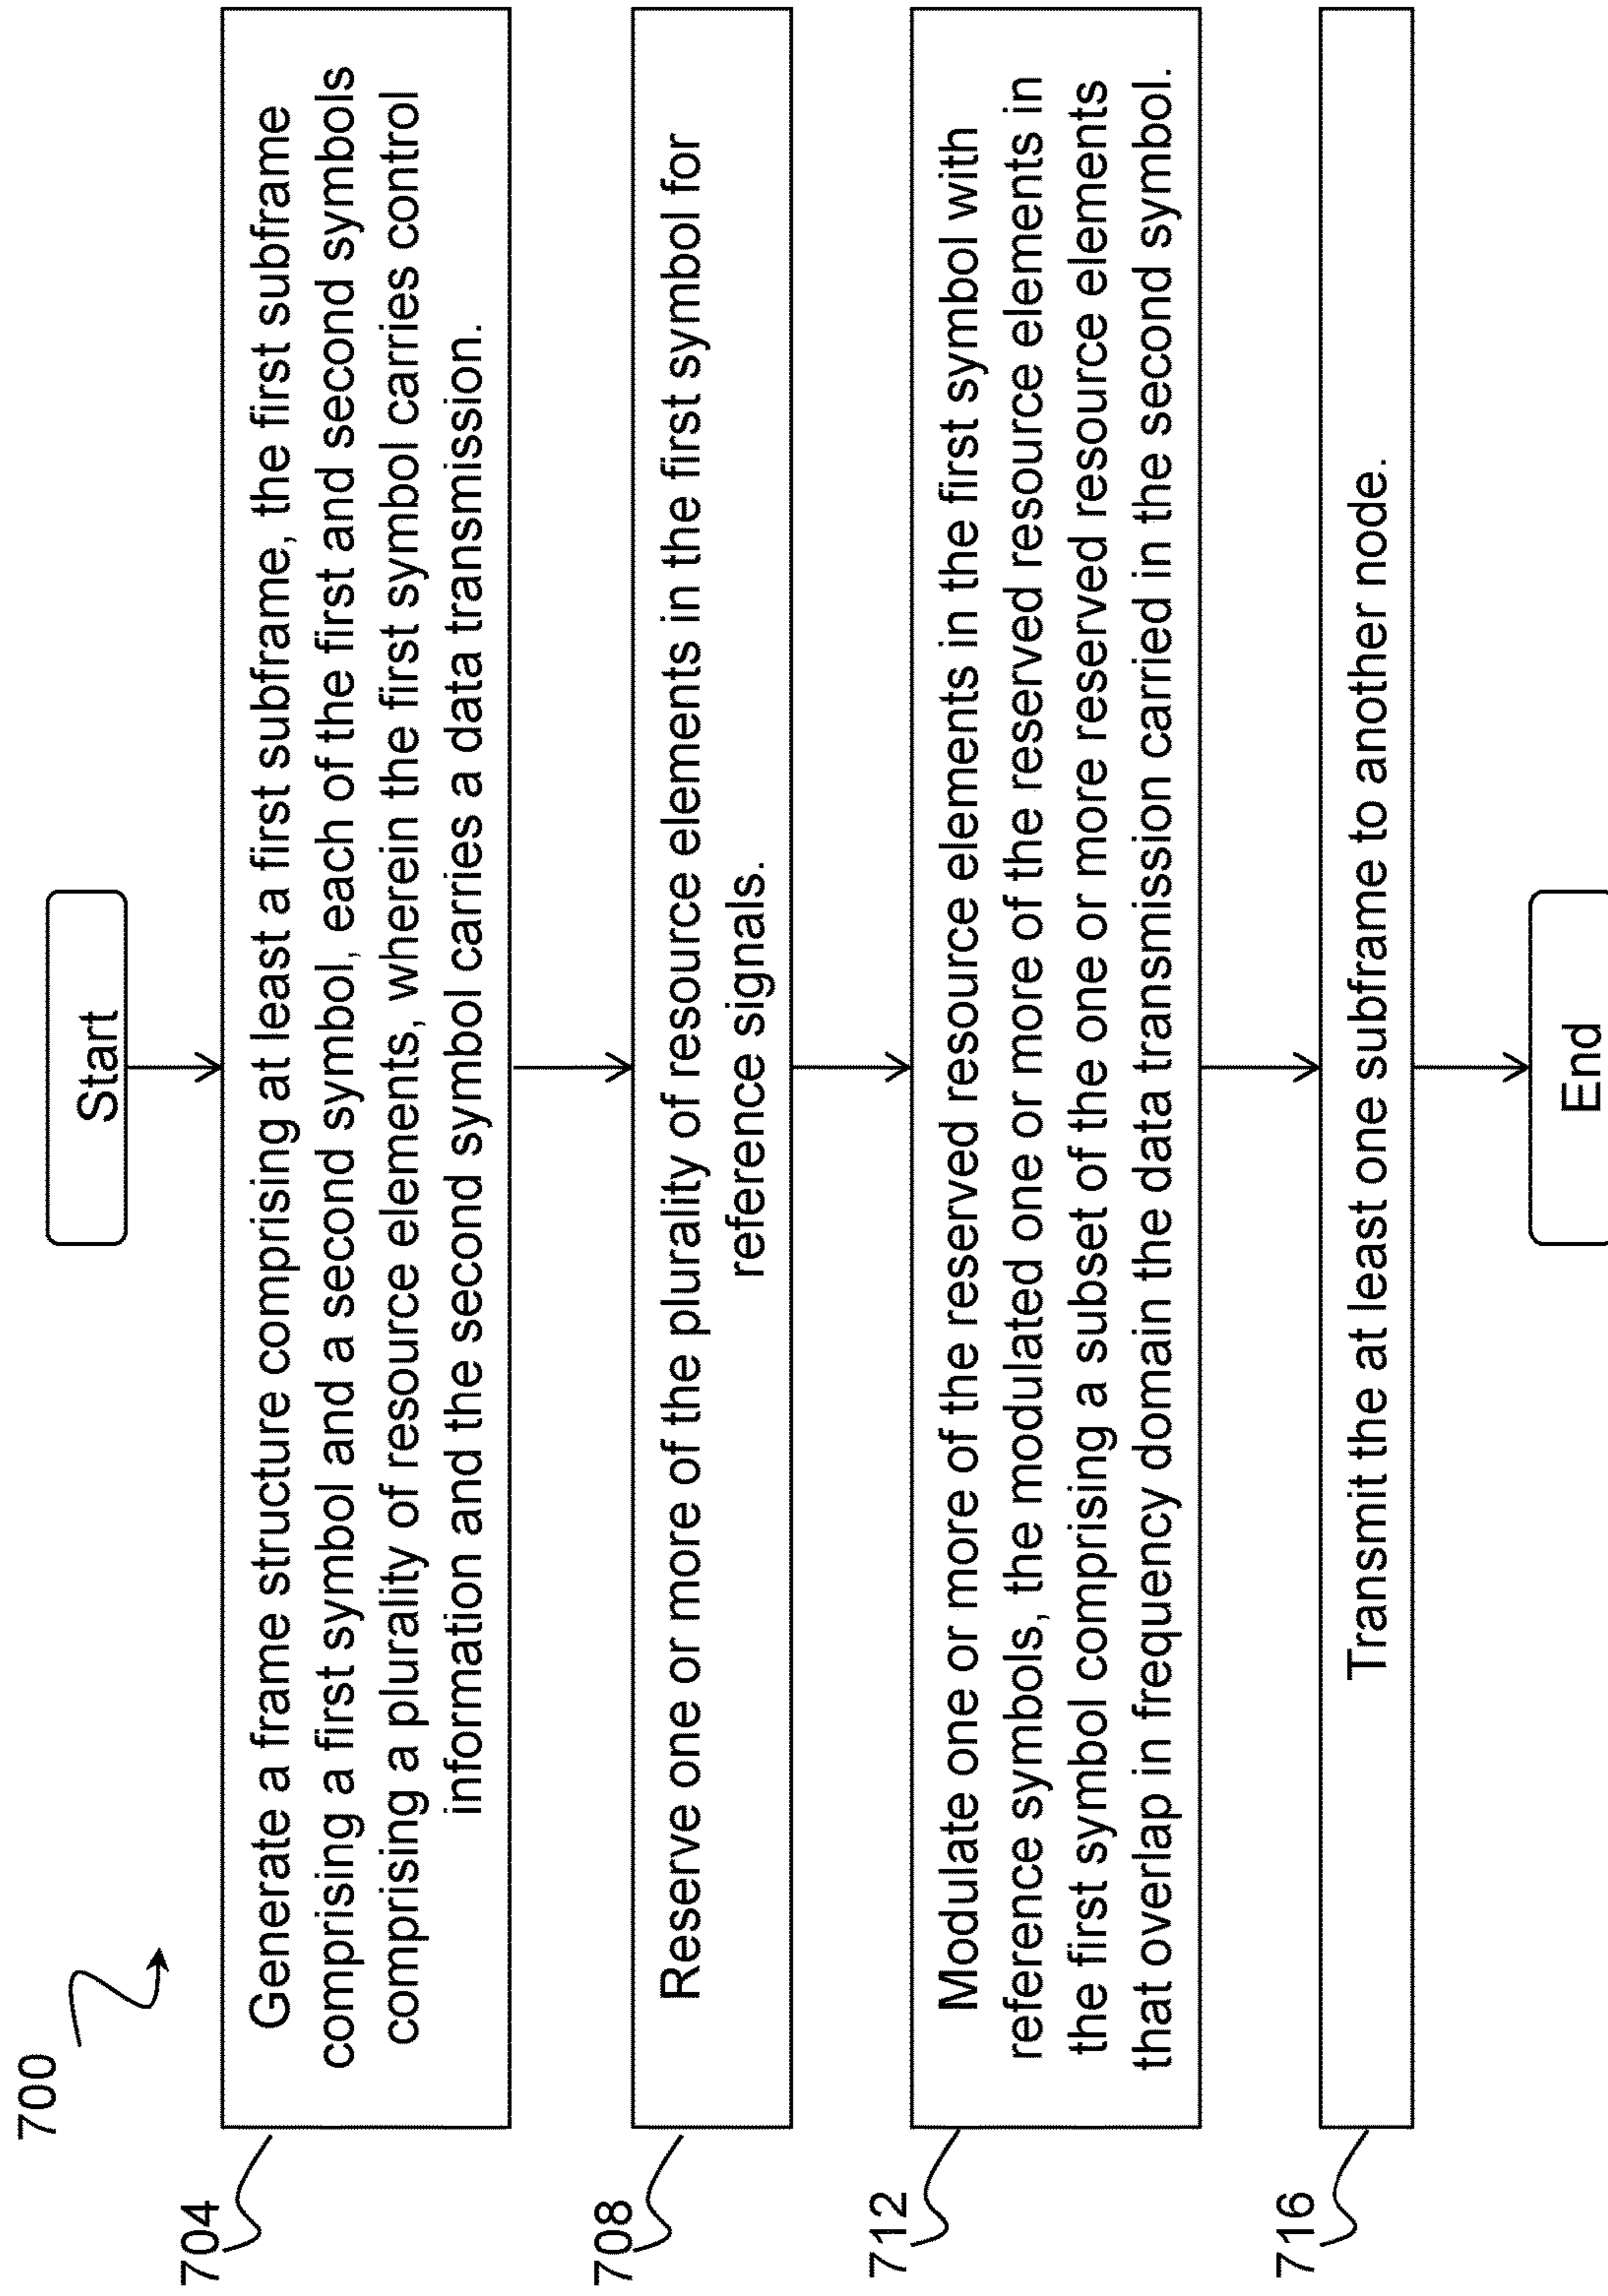 700
Start
704
Generate a frame structure comprising at least a first subframe, the first subframe
comprising a first symbol and a second symbol, each of the first and second symbols
comprising a plurality of resource elements, wherein the first symbol carries control
information and the second symbol carries a data transmission.
708
Reserve one or more of the plurality of resource elements in the first symbol for
reference signals.
712
Modulate one or more of the reserved resource elements in the first symbol with
reference symbols, the modulated one or more of the reserved resource elements in
the first symbol comprising a subset of the one or more reserved resource elements
that overlap in frequency domain the data transmission carried in the second symbol.
716
Transmit the at least one subframe to another node.
End